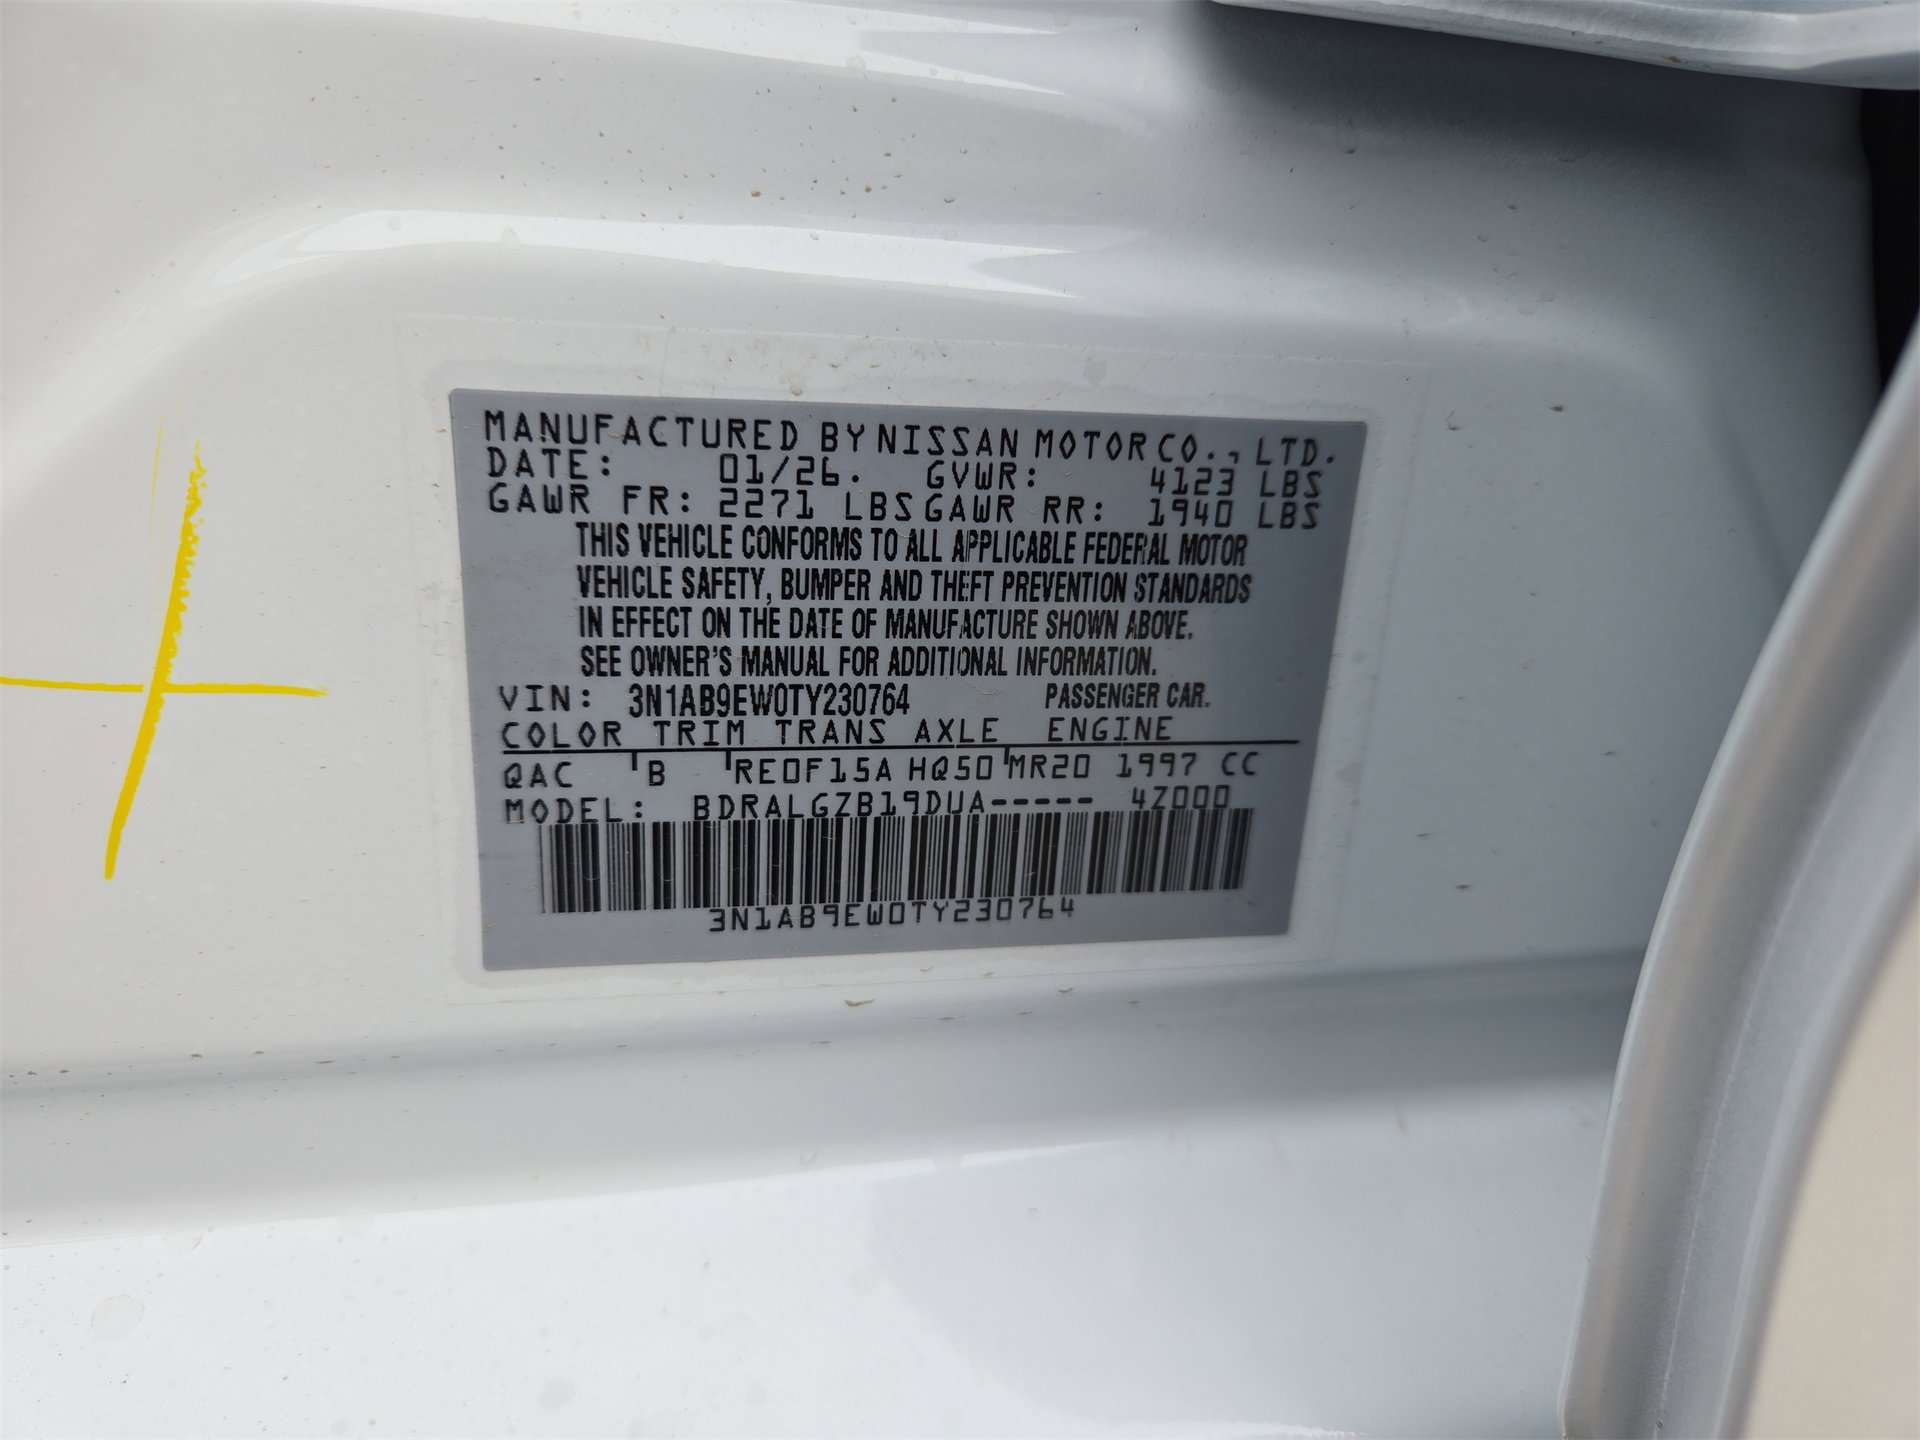 MANUFACTURED BY NISSAN MOTOR CO., LTD.
DATE: 01/26. GVWR: 4123 LBS
GAWR FR: 2271 LBS GAWR RR: 1940 LBS
THIS VEHICLE CONFORMS TO ALL APPLICABLE FEDERAL MOTOR
VEHICLE SAFETY, BUMPER AND THEFT PREVENTION STANDARDS
IN EFFECT ON THE DATE OF MANUFACTURE SHOWN ABOVE.
SEE OWNER'S MANUAL FOR ADDITIONAL INFORMATION.
VIN: 3N1AB9EW0TY230764 PASSENGER CAR.
COLOR TRIM TRANS AXLE ENGINE
QAC B RE0F15A HQ50 MR20 1997 CC
MODEL: BDRALGZB19DUA----- 4Z000
3N1AB9EW0TY230764